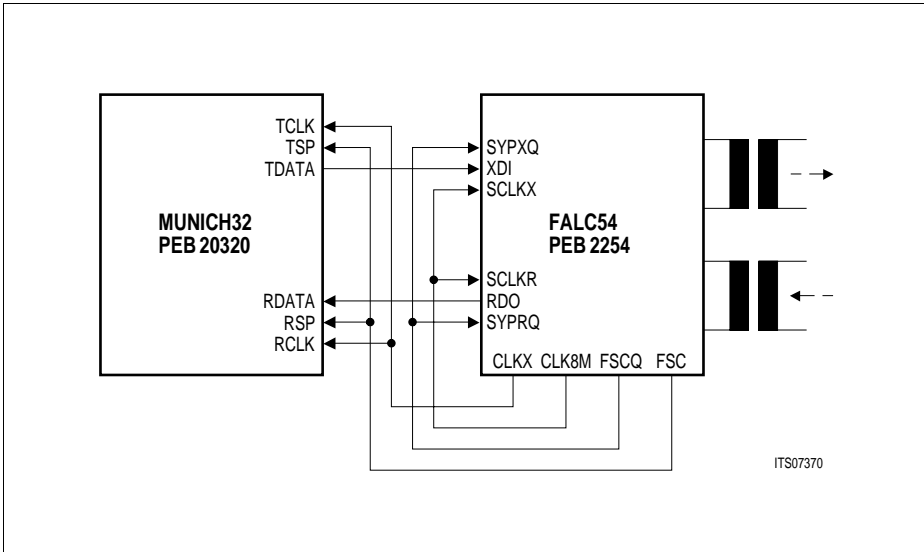 TCLK
TSP
TDATA
MUNICH32
PEB 20320
RDATA
RSP
RCLK
SYPXQ
XDI
SCLKX
FALC54
PEB 2254
SCLKR
RDO
SYPRQ
CLKX CLK8M FSCQ FSC
ITS07370